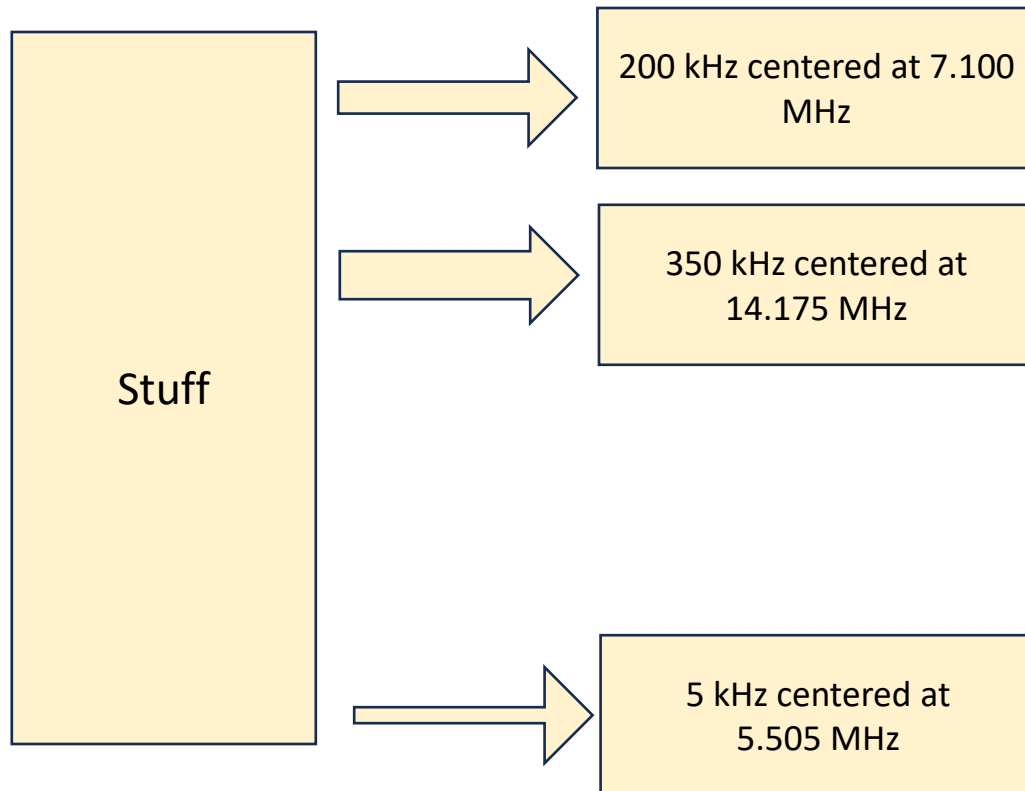 200 kHz centered at 7.100
MHz
350 kHz centered at
14.175 MHz
Stuff
5 kHz centered at
5.505 MHz